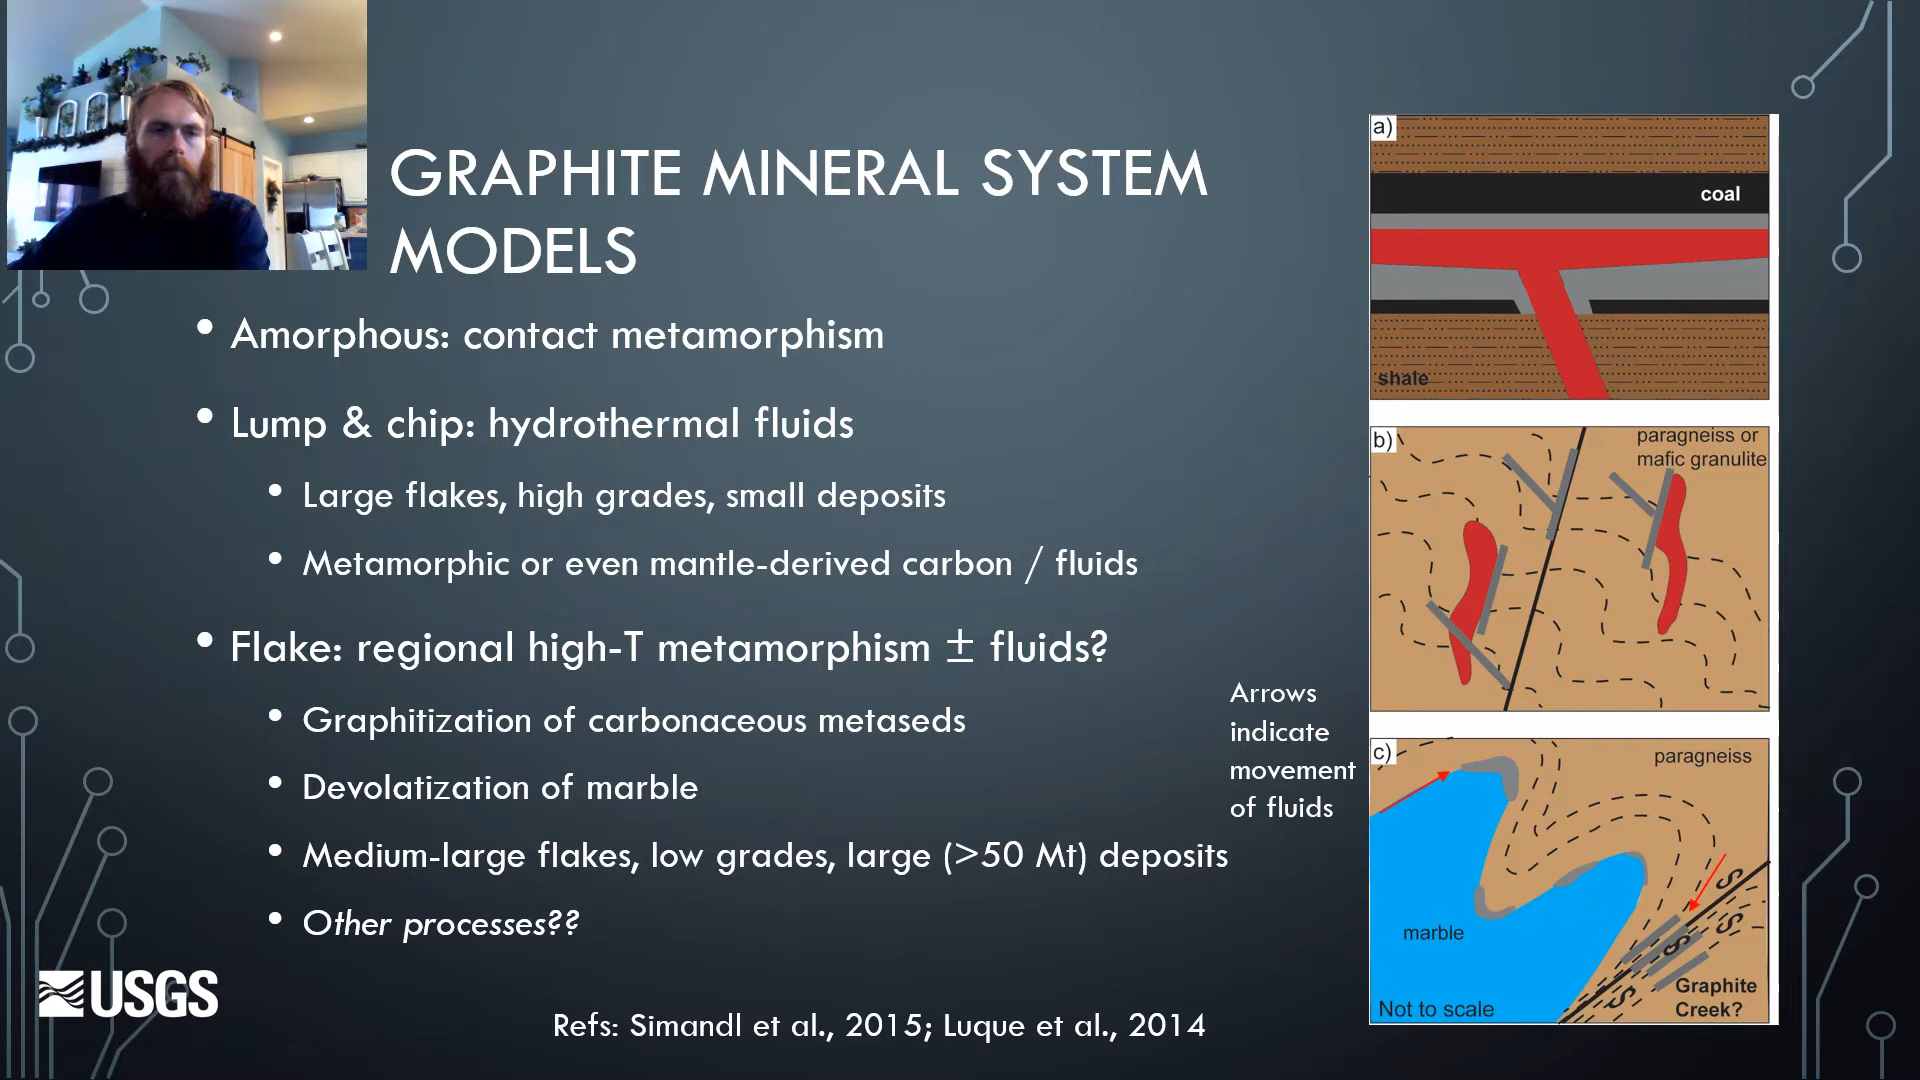 GRAPHITE MINERAL SYSTEM
MODELS
• Amorphous: contact metamorphism
• Lump & chip: hydrothermal fluids
• Large flakes, high grades, small deposits
• Metamorphic or even mantle-derived carbon / fluids
• Flake: regional high-T metamorphism ± fluids?
• Graphitization of carbonaceous metaseds
• Devolatization of marble
• Medium-large flakes, low grades, large (>50 Mt) deposits
• Other processes??
Refs: Simandl et al., 2015; Luque et al., 2014
USGS
Arrows
indicate
movement
of fluids
a)
coal
shale
b)
paragneiss or
mafic granulite
c)
paragneiss
marble
S
S
S
S
Graphite
Creek?
Not to scale